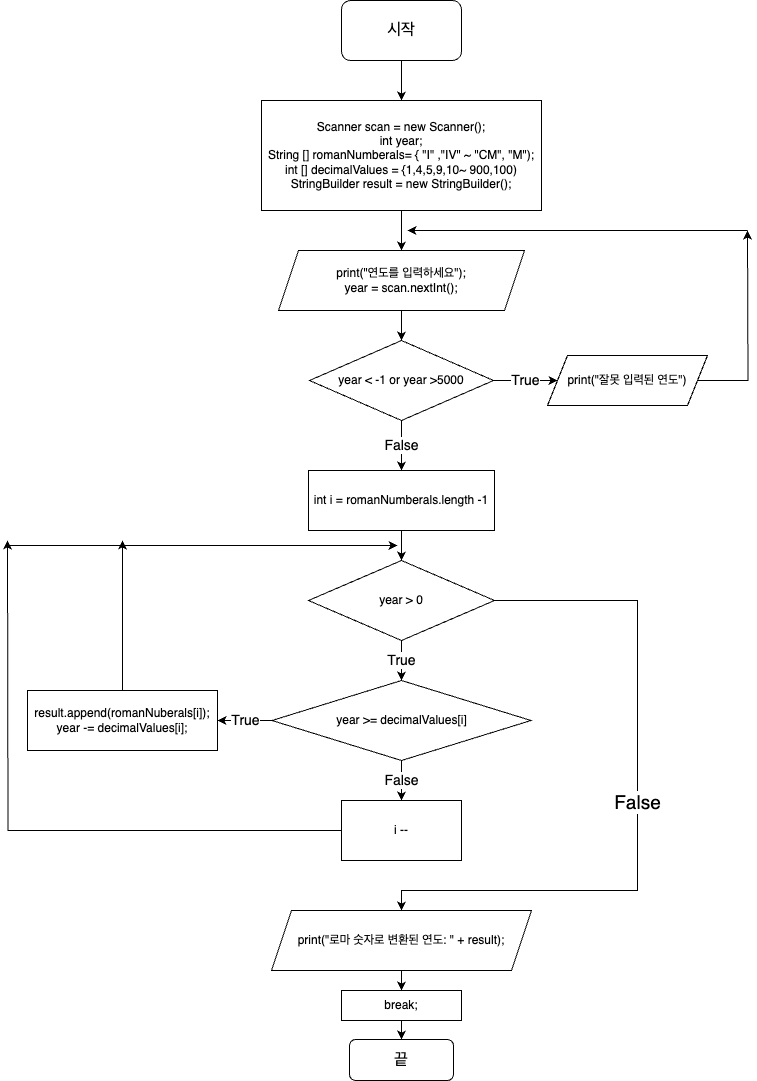 시작
Scanner scan = new Scanner();
int year;
String [] romanNumberals= { "I" ,"IV" ~ "CM", "M");
int [] decimalValues = {1,4,5,9,10~ 900,100)
StringBuilder result = new StringBuilder();
print("연도를 입력하세요");
year = scan.nextInt();
year < -1 or year >5000
True
print("잘못 입력된 연도")
False
int i = romanNumberals.length -1
year > 0
True
result.append(romanNuberals[i]);
year -= decimalValues[i];
True
year >= decimalValues[i]
False
i --
False
print("로마 숫자로 변환된 연도: " + result);
break;
끝